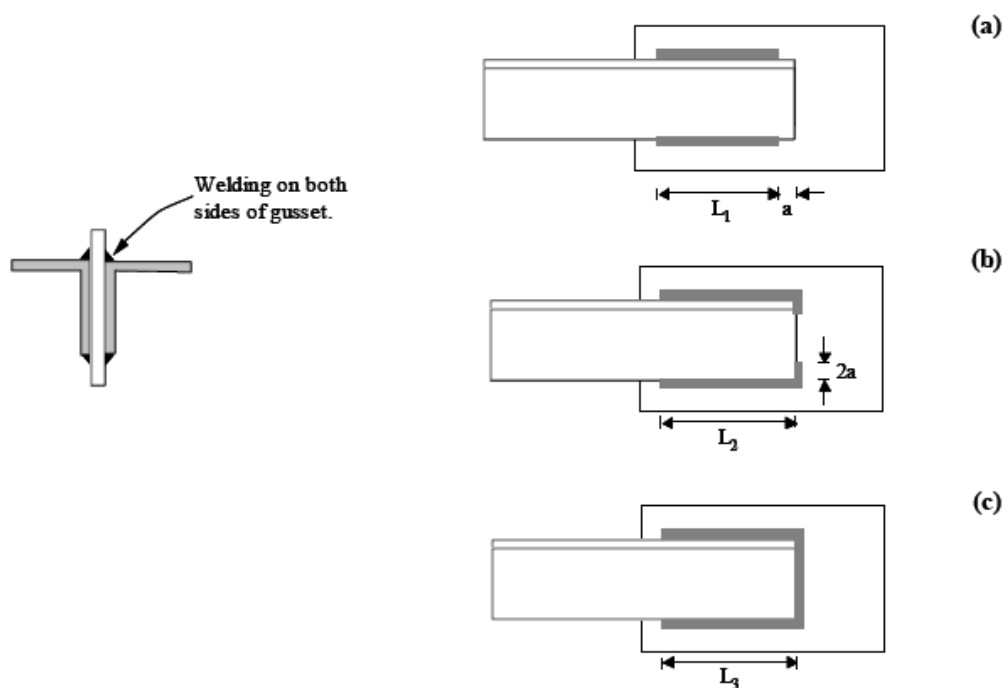 (a)
Welding on both
sides of gusset.
L1
a
(b)
2a
L2
(c)
L3